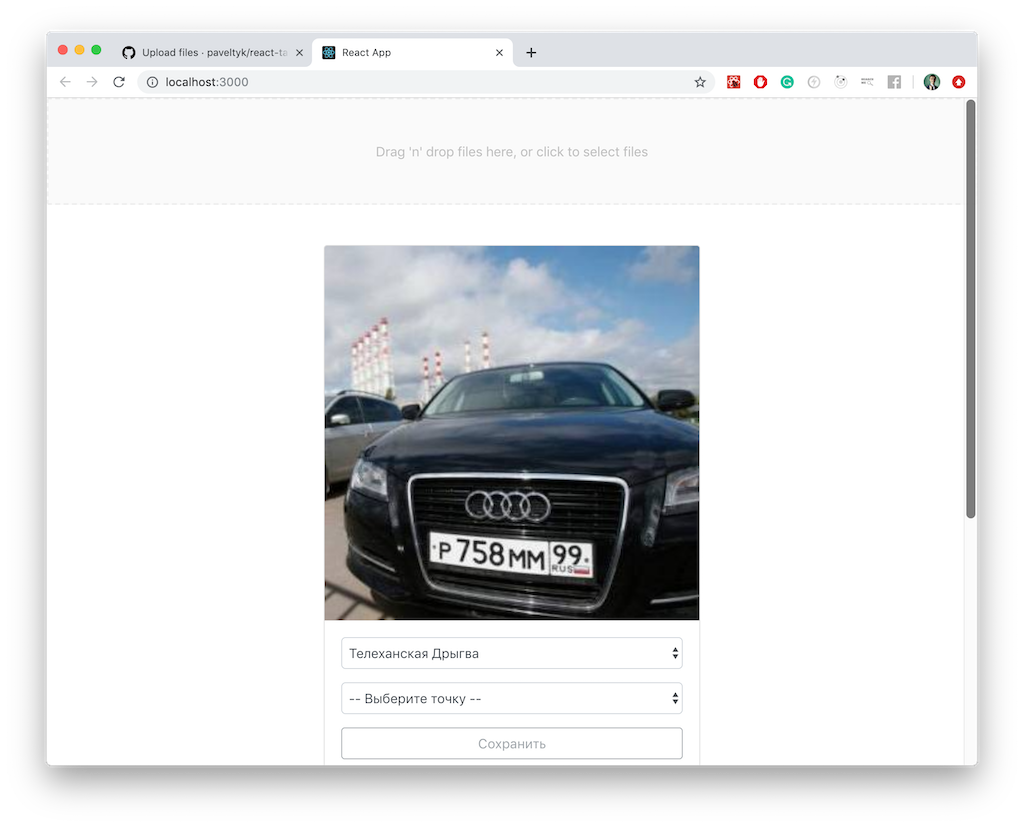 Upload files · paveltyk/react-ta
React App
localhost:3000
Drag 'n' drop files here, or click to select files
Р 758 ММ 99
RUS
Телеханская Дрыгва
-- Выберите точку --
Сохранить